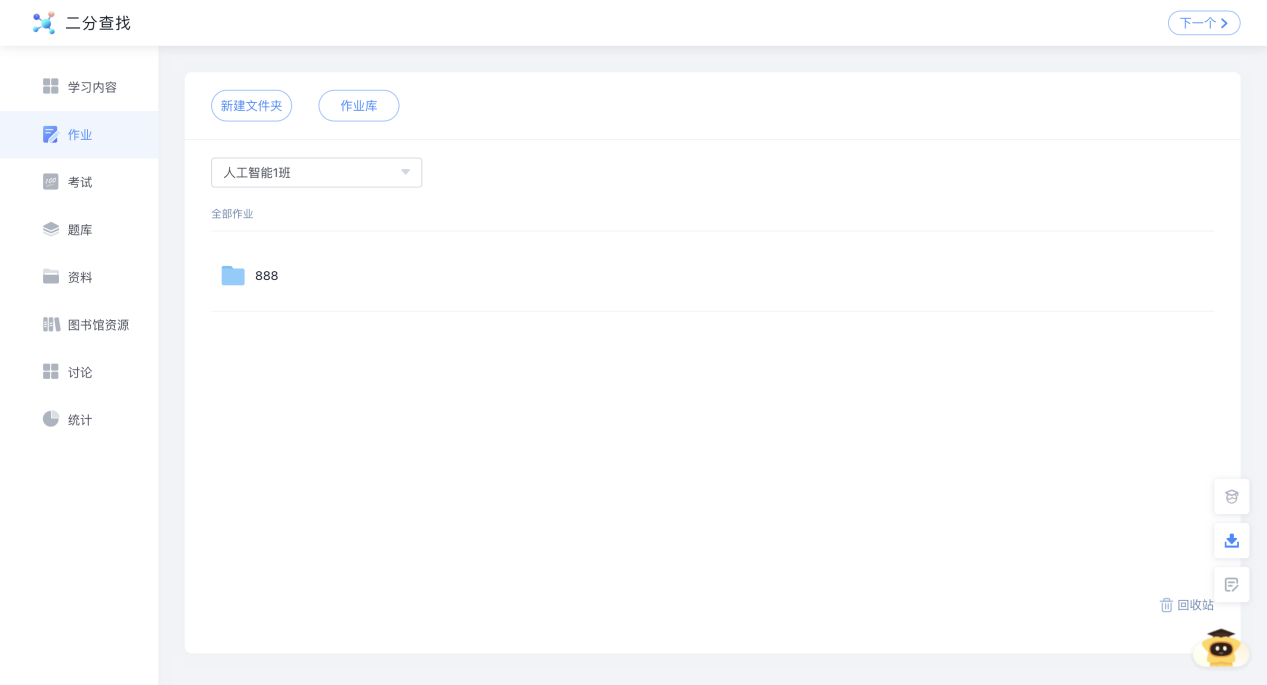 二分查找
下一个
学习内容
作业
考试
题库
资料
图书馆资源
讨论
统计
新建文件夹
作业库
人工智能1班
全部作业
888
回收站